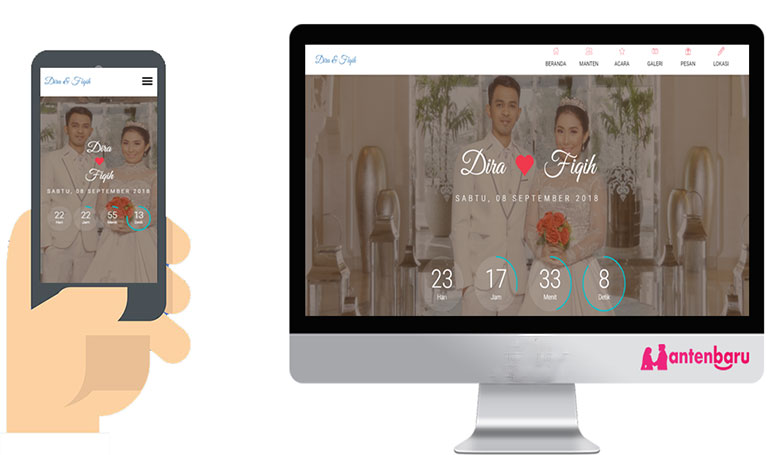 Dira & Fiqih
Dira
Fiqih
SABTU, 08 SEPTEMBER 2018
22 22 55 13
Hari Jam Menit Detik
Dira & Fiqih
BERANDA MANTEN ACARA GALERI PESAN LOKASI
Dira Fiqih
SABTU, 08 SEPTEMBER 2018
23 17 33 8
Hari Jam Menit Detik
Mantenbaru